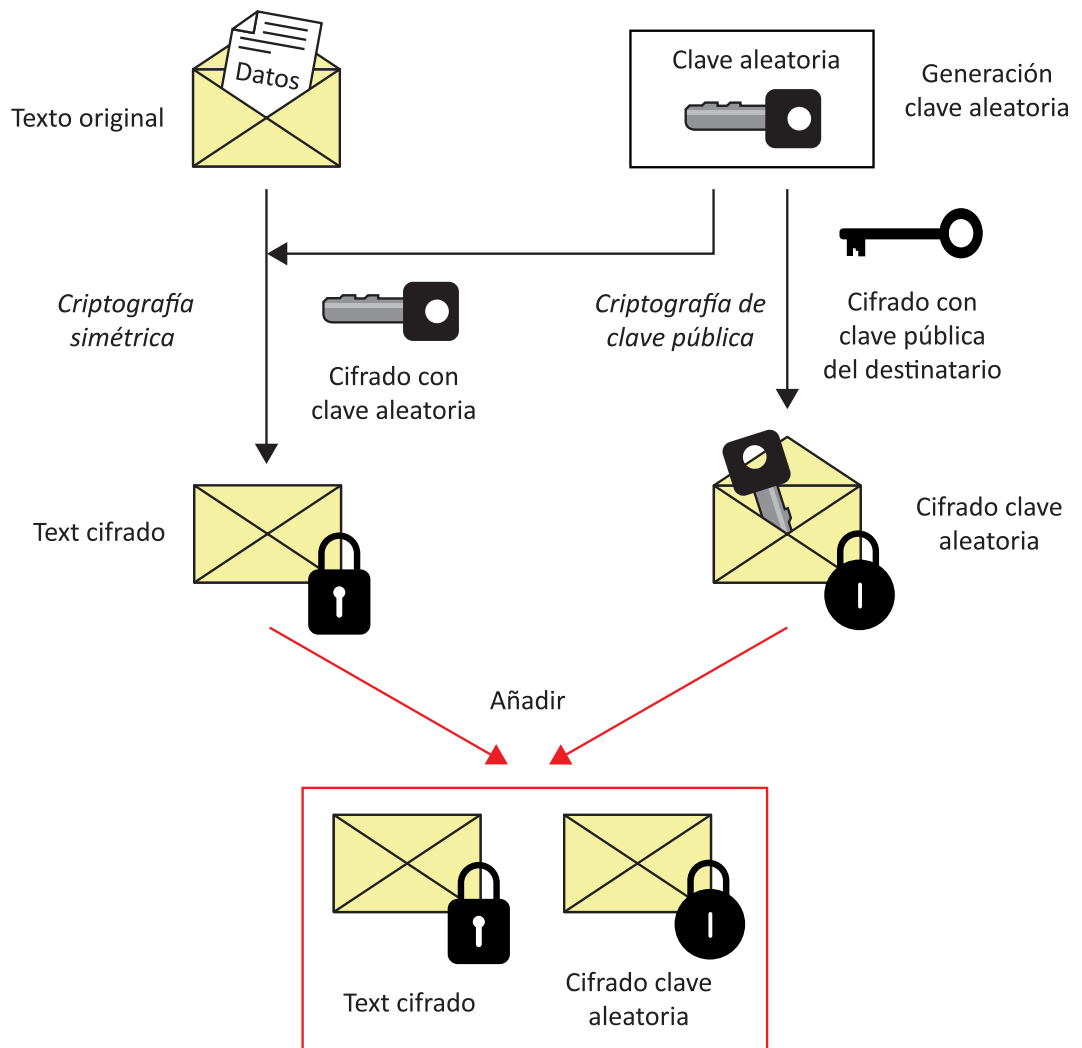 Datos
Texto original
Clave aleatoria
Generación
clave aleatoria
Criptografía
simétrica
Cifrado con
clave aleatoria
Criptografía de
clave pública
Cifrado con
clave pública
del destinatario
Text cifrado
Cifrado clave
aleatoria
Añadir
Text cifrado
Cifrado clave
aleatoria